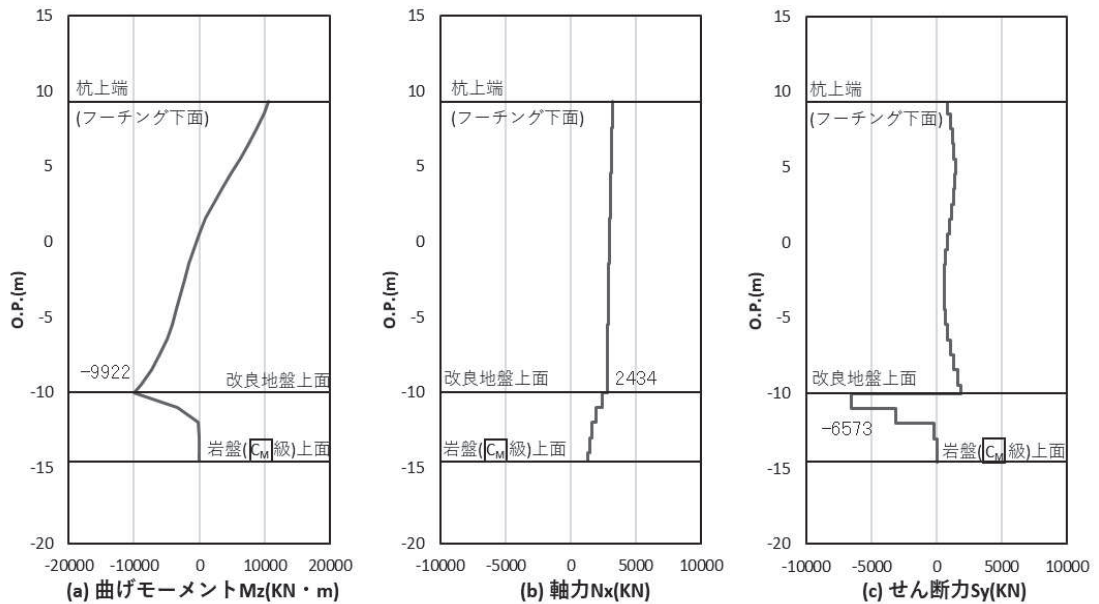 15
10
5
0
-5
-10
-15
-20
O.P.(m)
杭上端
(フーチング下面)
-9922
改良地盤上面
岩盤(CM級)上面
-20000 -10000 0 10000 20000
(a) 曲げモーメントMz(KN・m)
15
10
5
0
-5
-10
-15
-20
O.P.(m)
杭上端
(フーチング下面)
改良地盤上面 2434
岩盤(CM級)上面
-10000 -5000 0 5000 10000
(b) 軸力Nx(KN)
15
10
5
0
-5
-10
-15
-20
O.P.(m)
杭上端
(フーチング下面)
改良地盤上面
-6573
岩盤(CM級)上面
-10000 -5000 0 5000 10000
(c) せん断力Sy(KN)